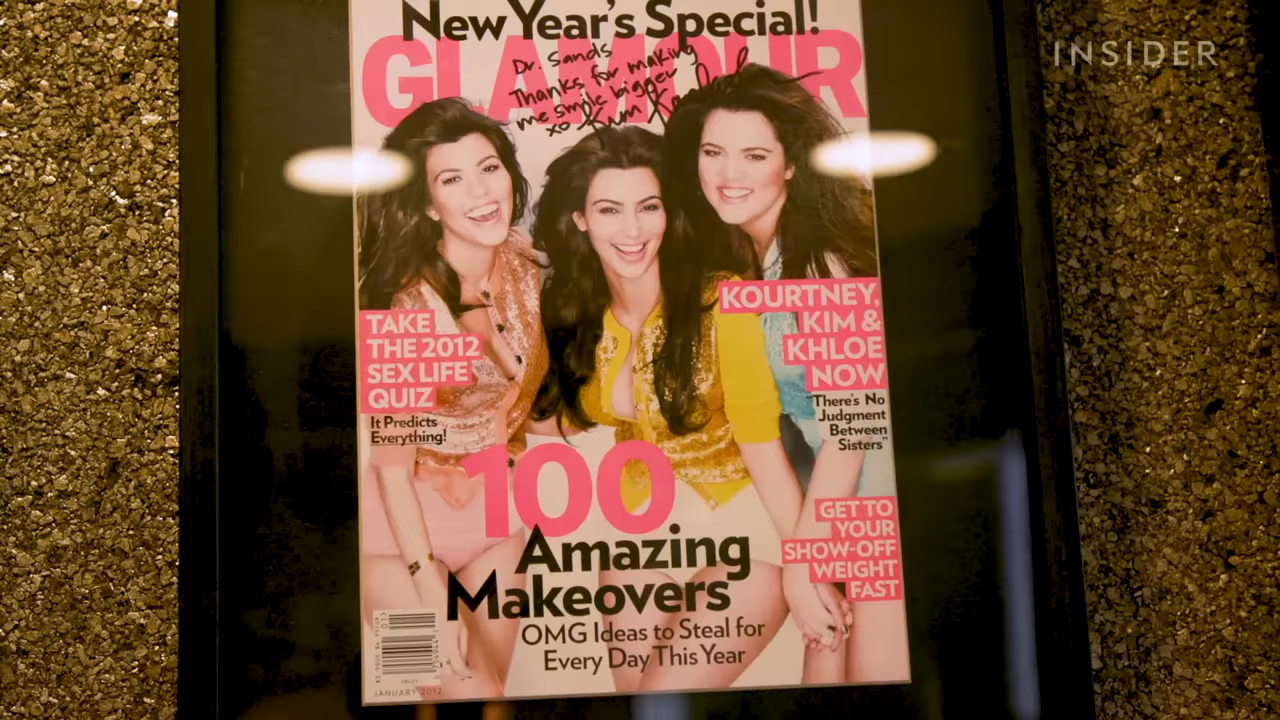 New Year's Special!
INSIDER
GLAMOUR
Dr. Sands
Thanks for making
me smile bigger
xo Kim
TAKE
THE 2012
SEX LIFE
QUIZ
It Predicts
Everything!
KOURTNEY,
KIM &
KHLOE
NOW
"There's No
Judgment
Between
Sisters"
100
Amazing
Makeovers
OMG Ideas to Steal for
Every Day This Year
GET TO
YOUR
SHOW-OFF
WEIGHT
FAST
JANUARY 2012